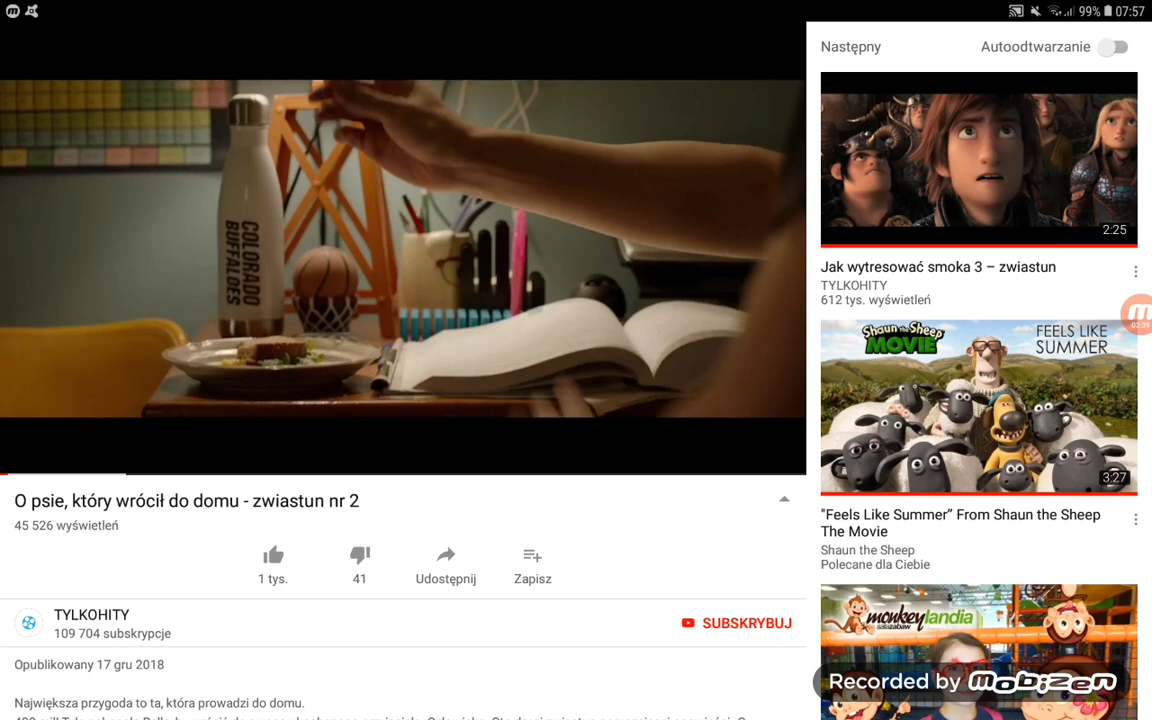 99% 07:57
COLORADO
BUFFALOES
O psie, który wrócił do domu - zwiastun nr 2
45 526 wyświetleń
1 tys.
41
Udostępnij
Zapisz
TYLKOHITY
109 704 subskrypcje
SUBSKRYBUJ
Opublikowany 17 gru 2018
Największa przygoda to ta, która prowadzi do domu.
Następny
Autoodtwarzanie
2:25
Jak wytresować smoka 3 – zwiastun
TYLKOHITY
612 tys. wyświetleń
02:39
Shaun the Sheep
MOVIE
FEELS LIKE
SUMMER
3:27
"Feels Like Summer” From Shaun the Sheep
The Movie
Shaun the Sheep
Polecane dla Ciebie
monkeylandia
sala zabaw
Recorded by mobizen